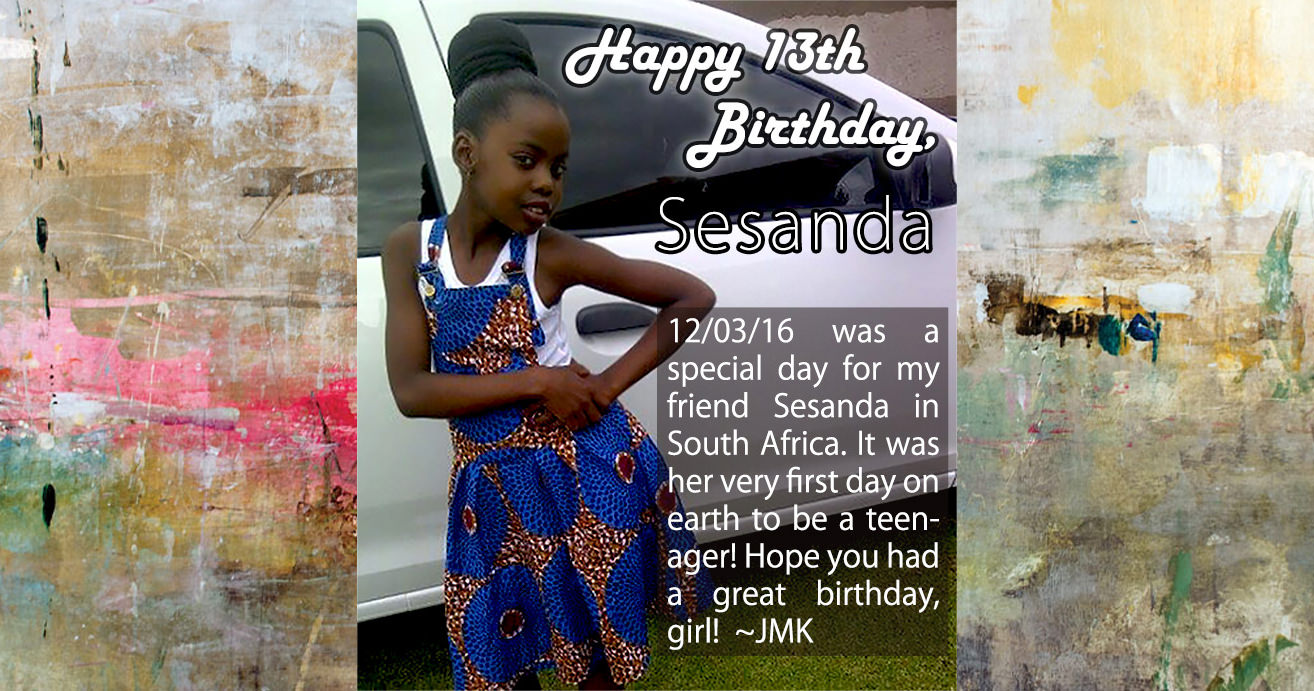 Happy 13th
Birthday,
Sesanda
12/03/16 was a
special day for my
friend Sesanda in
South Africa. It was
her very first day on
earth to be a teen-
ager! Hope you had
a great birthday,
girl! ~JMK